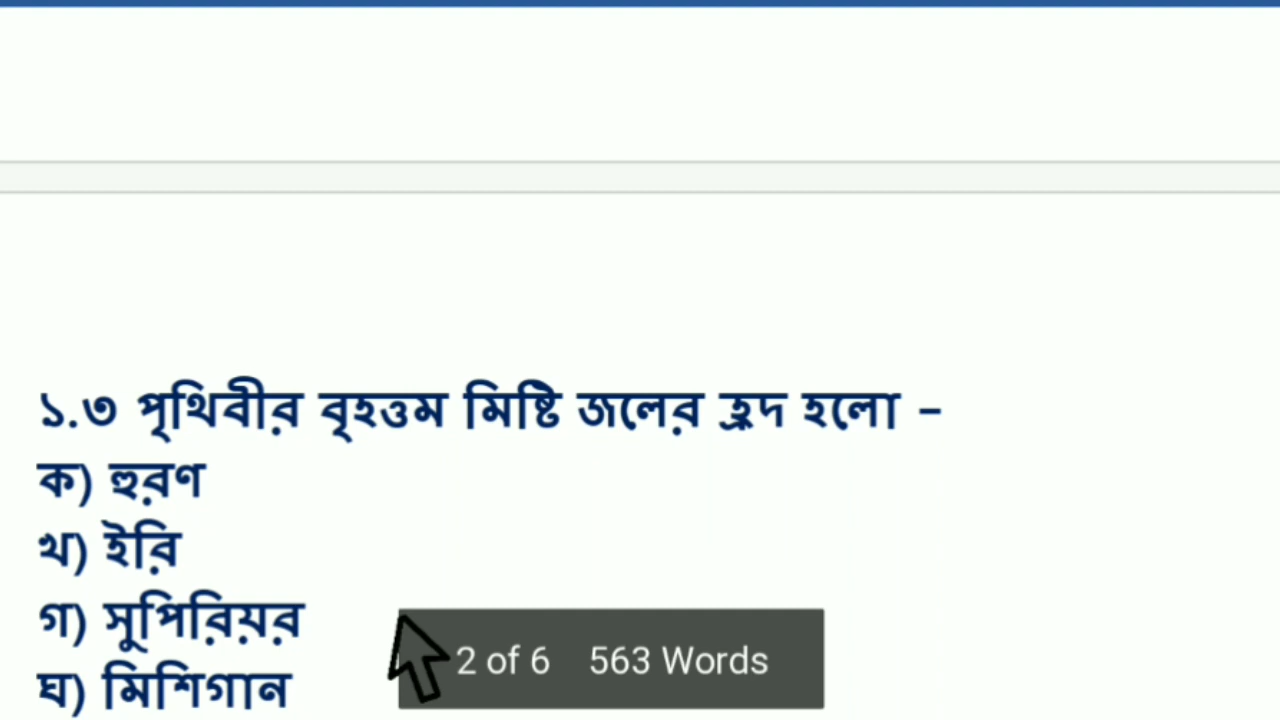 ১.৩ পৃথিবীর বৃহত্তম মিষ্টি জলের হ্রদ হলো –
ক) হুরণ
খ) ইরি
গ) সুপিরিয়র
ঘ) মিশিগান
2 of 6 563 Words